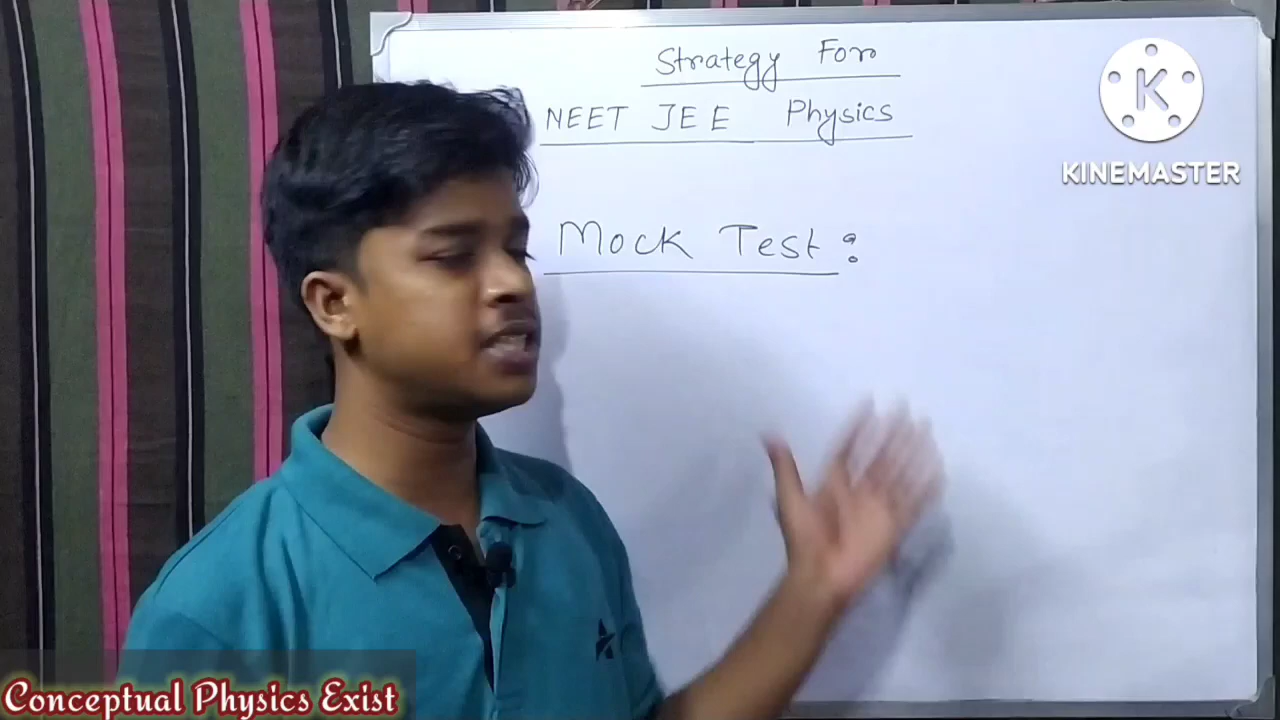 Strategy For
NEET JEE Physics
Mock Test :
K
KINEMASTER
Conceptual Physics Exist